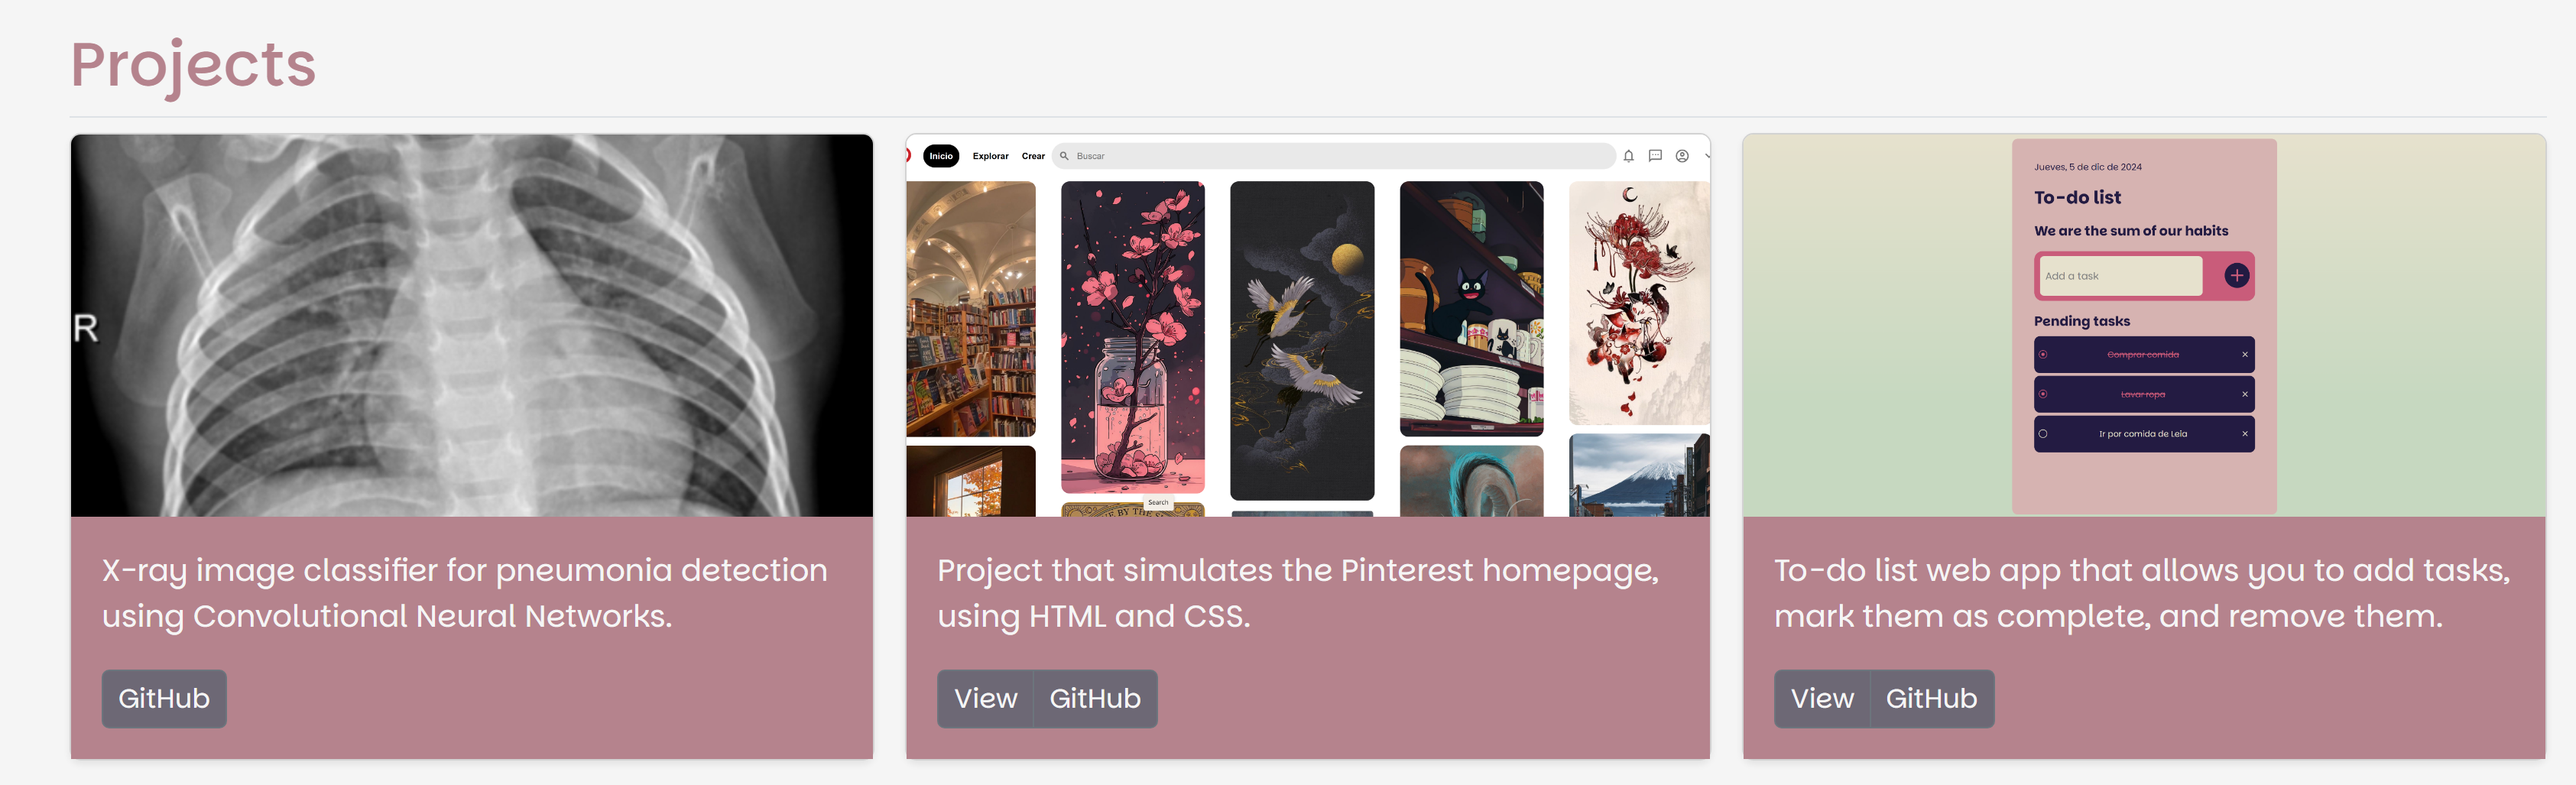 Projects
R
Inicio Explorar Crear Buscar
Search
Jueves, 5 de dic de 2024
To-do list
We are the sum of our habits
Add a task
Pending tasks
Comprar comida
Lavar ropa
Ir por comida de Lela
X-ray image classifier for pneumonia detection
using Convolutional Neural Networks.
GitHub
Project that simulates the Pinterest homepage,
using HTML and CSS.
View GitHub
To-do list web app that allows you to add tasks,
mark them as complete, and remove them.
View GitHub